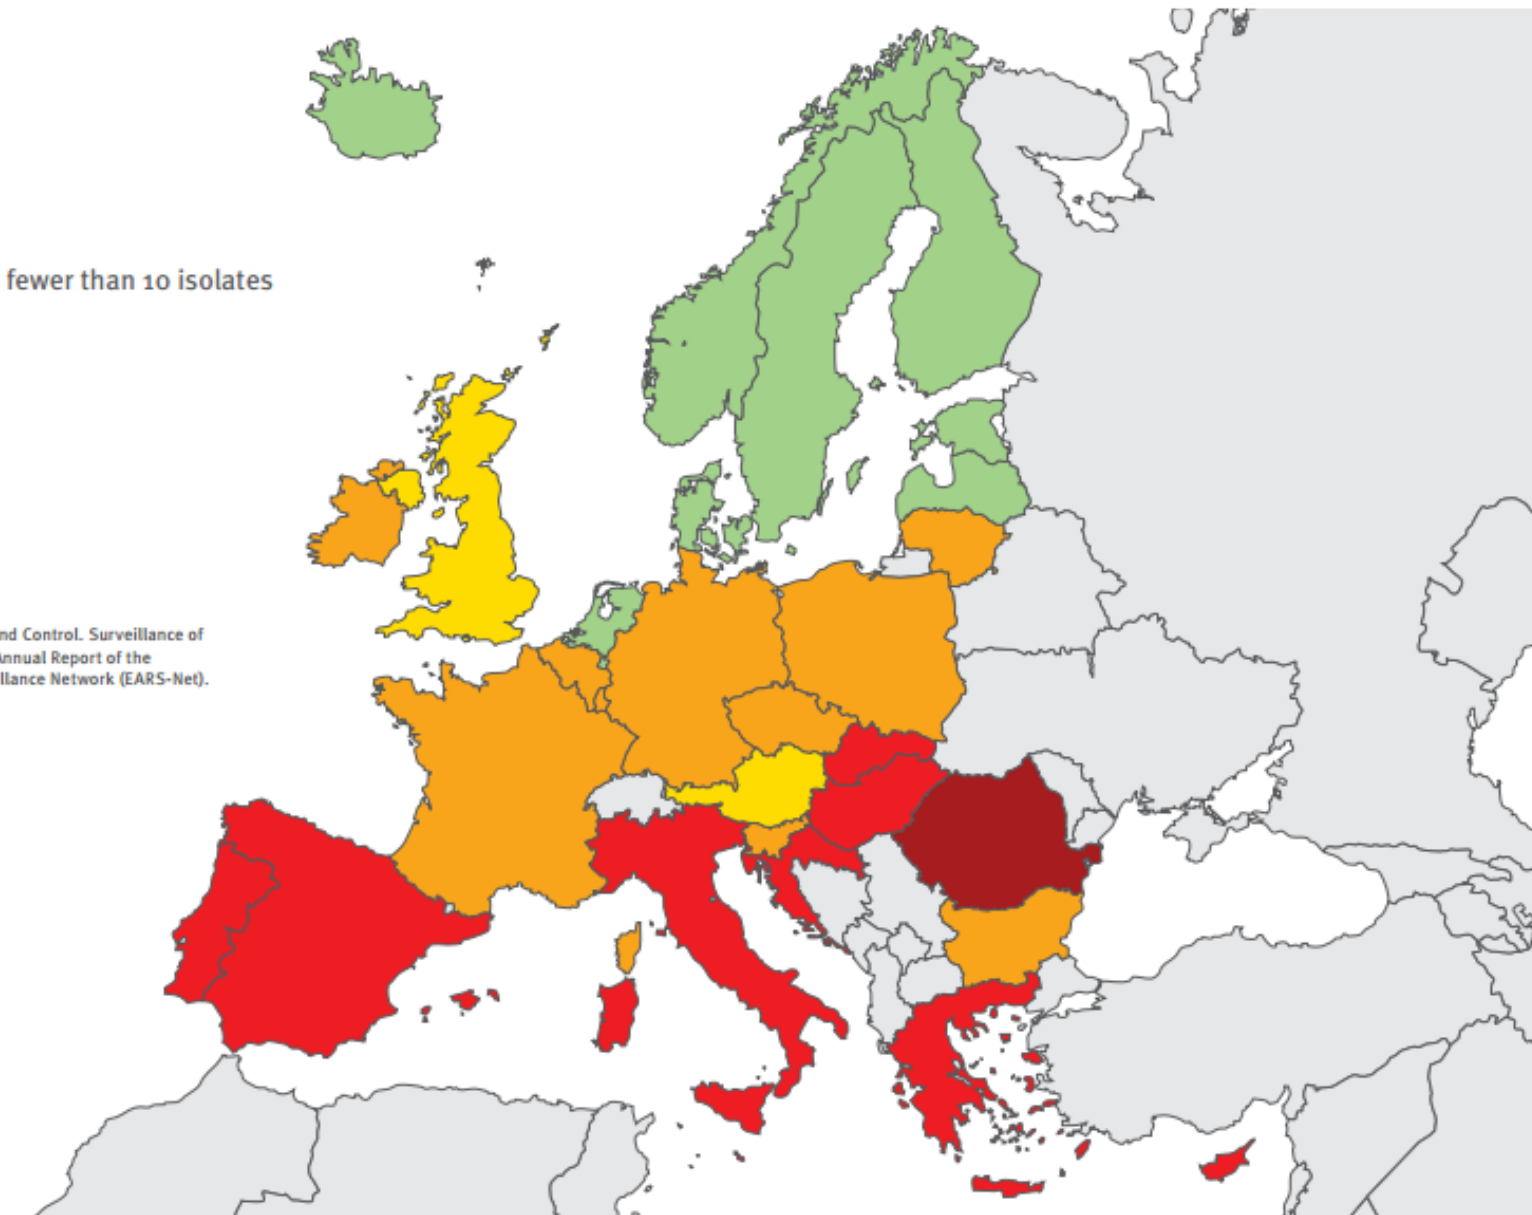 fewer than 10 isolates
nd Control. Surveillance of
Annual Report of the
llance Network (EARS-Net).